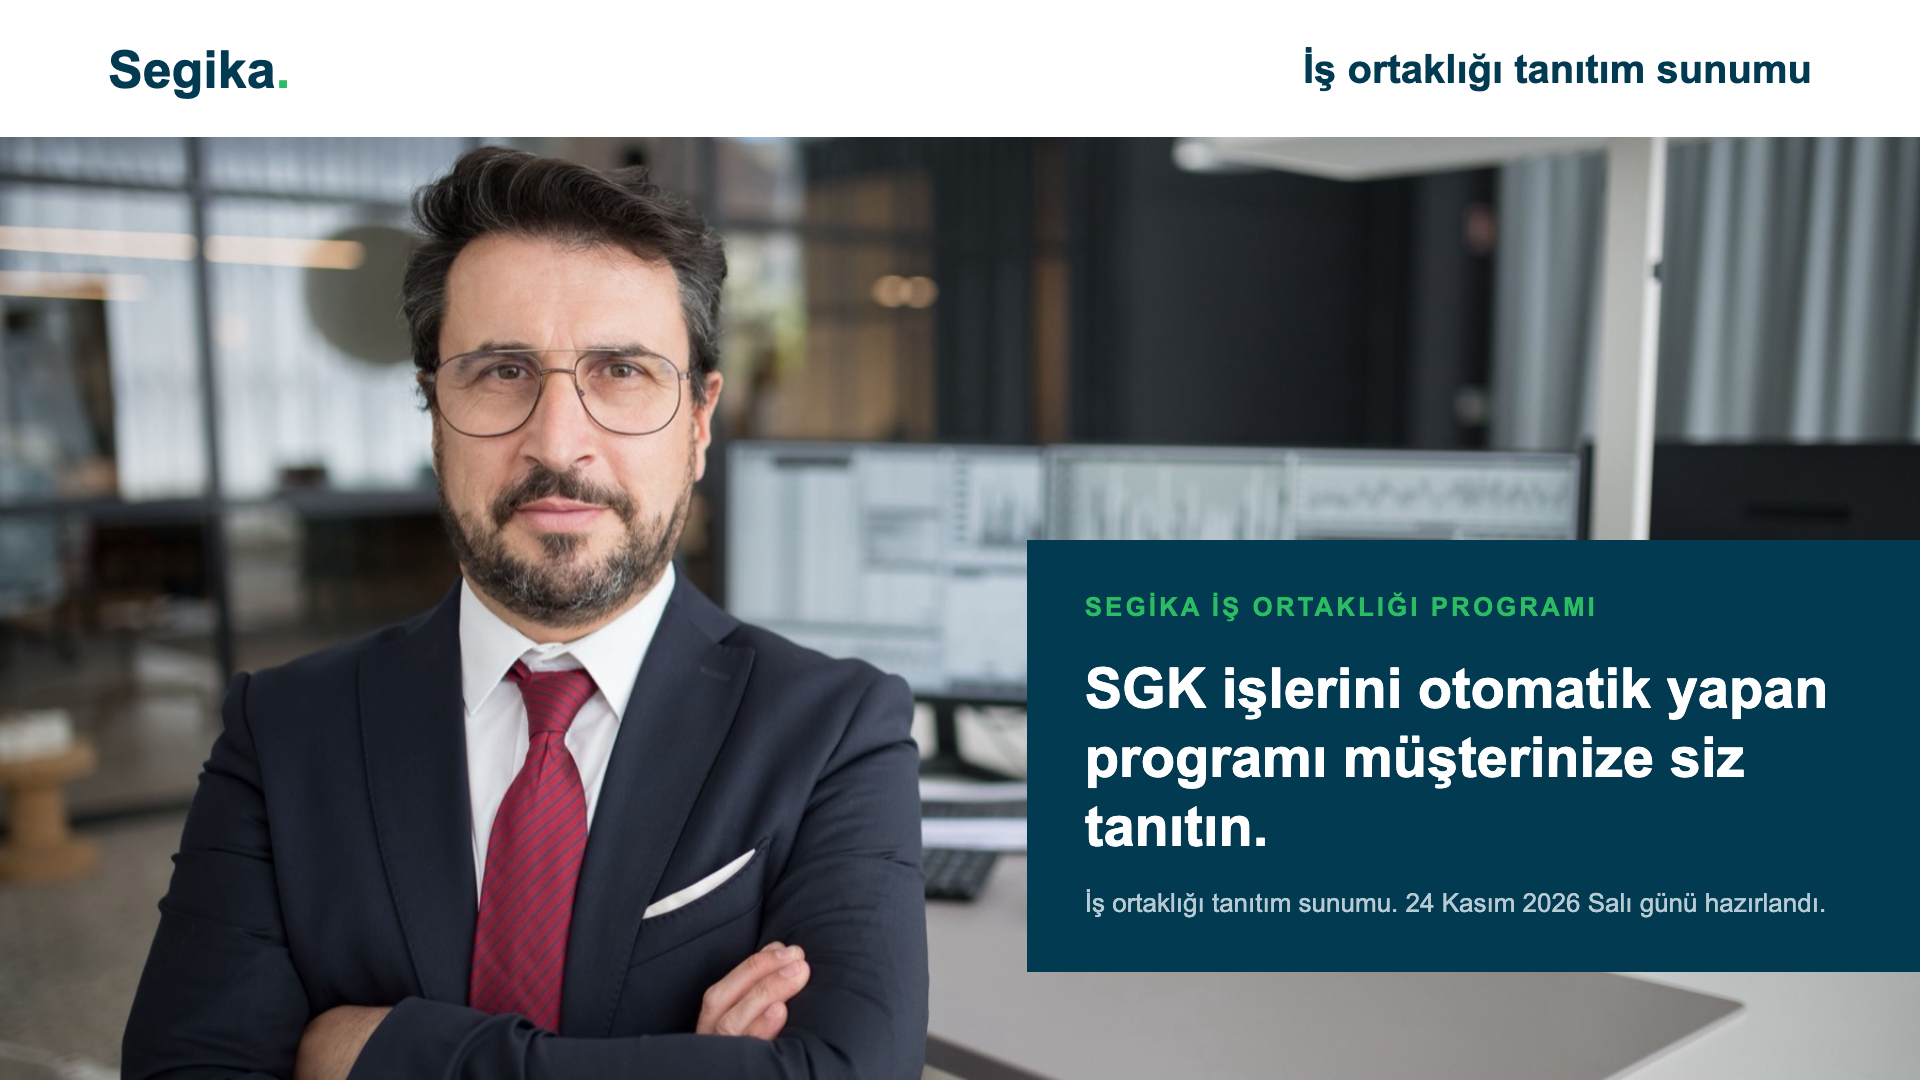 Segika.
İş ortaklığı tanıtım sunumu
SEGİKA İŞ ORTAKLIĞI PROGRAMI
SGK işlerini otomatik yapan
programı müşterinize siz
tanıtın.
İş ortaklığı tanıtım sunumu. 24 Kasım 2026 Salı günü hazırlandı.